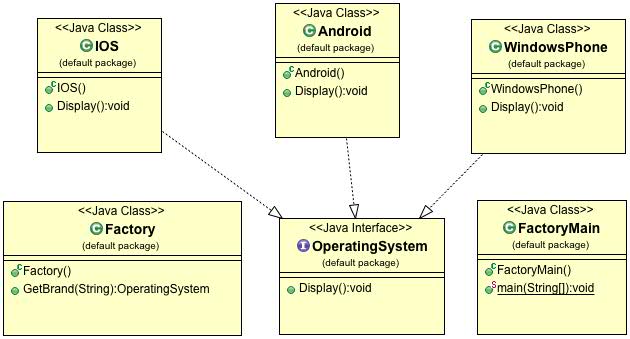 <<Java Class>>
IOS
(default package)
IOS()
Display():void
<<Java Class>>
Android
(default package)
Android()
Display():void
<<Java Class>>
WindowsPhone
(default package)
WindowsPhone()
Display():void
<<Java Class>>
Factory
(default package)
Factory()
GetBrand(String):OperatingSystem
<<Java Interface>>
OperatingSystem
(default package)
Display():void
<<Java Class>>
FactoryMain
(default package)
FactoryMain()
main(String[]):void